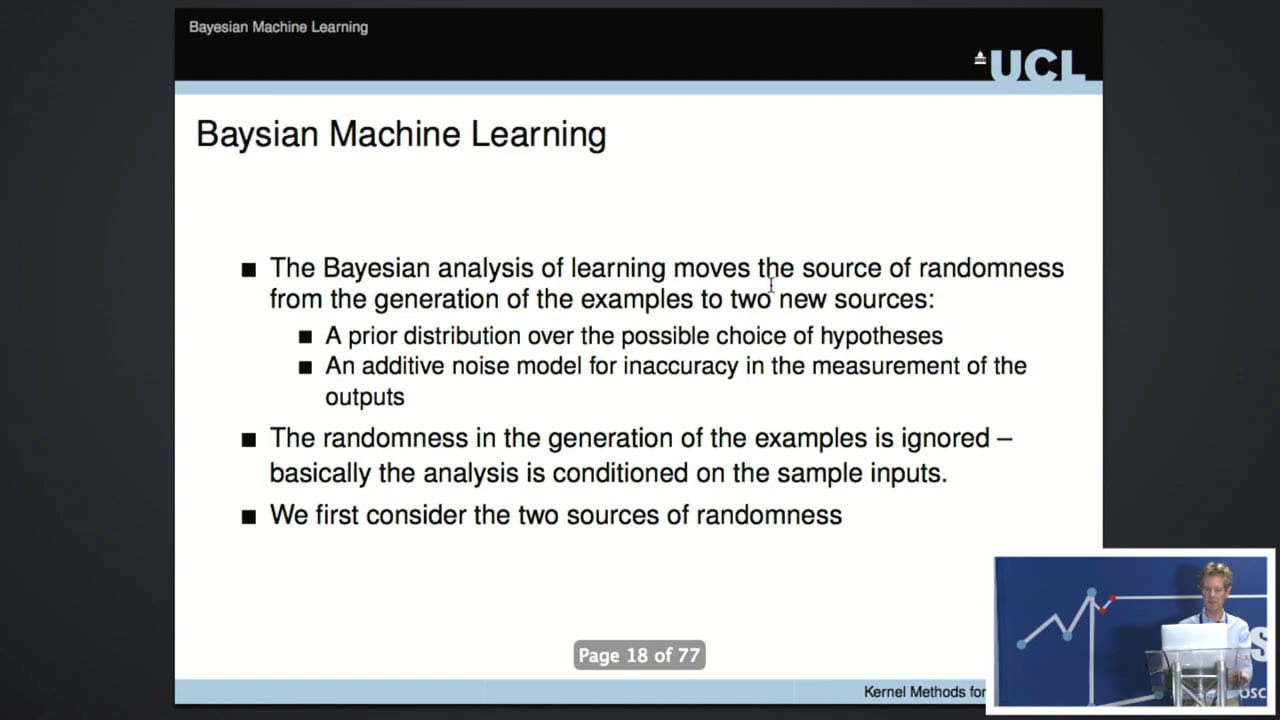 Bayesian Machine Learning
UCL
Baysian Machine Learning
The Bayesian analysis of learning moves the source of randomness
from the generation of the examples to two new sources:
A prior distribution over the possible choice of hypotheses
An additive noise model for inaccuracy in the measurement of the
outputs
The randomness in the generation of the examples is ignored –
basically the analysis is conditioned on the sample inputs.
We first consider the two sources of randomness
Page 18 of 77
Kernel Methods for